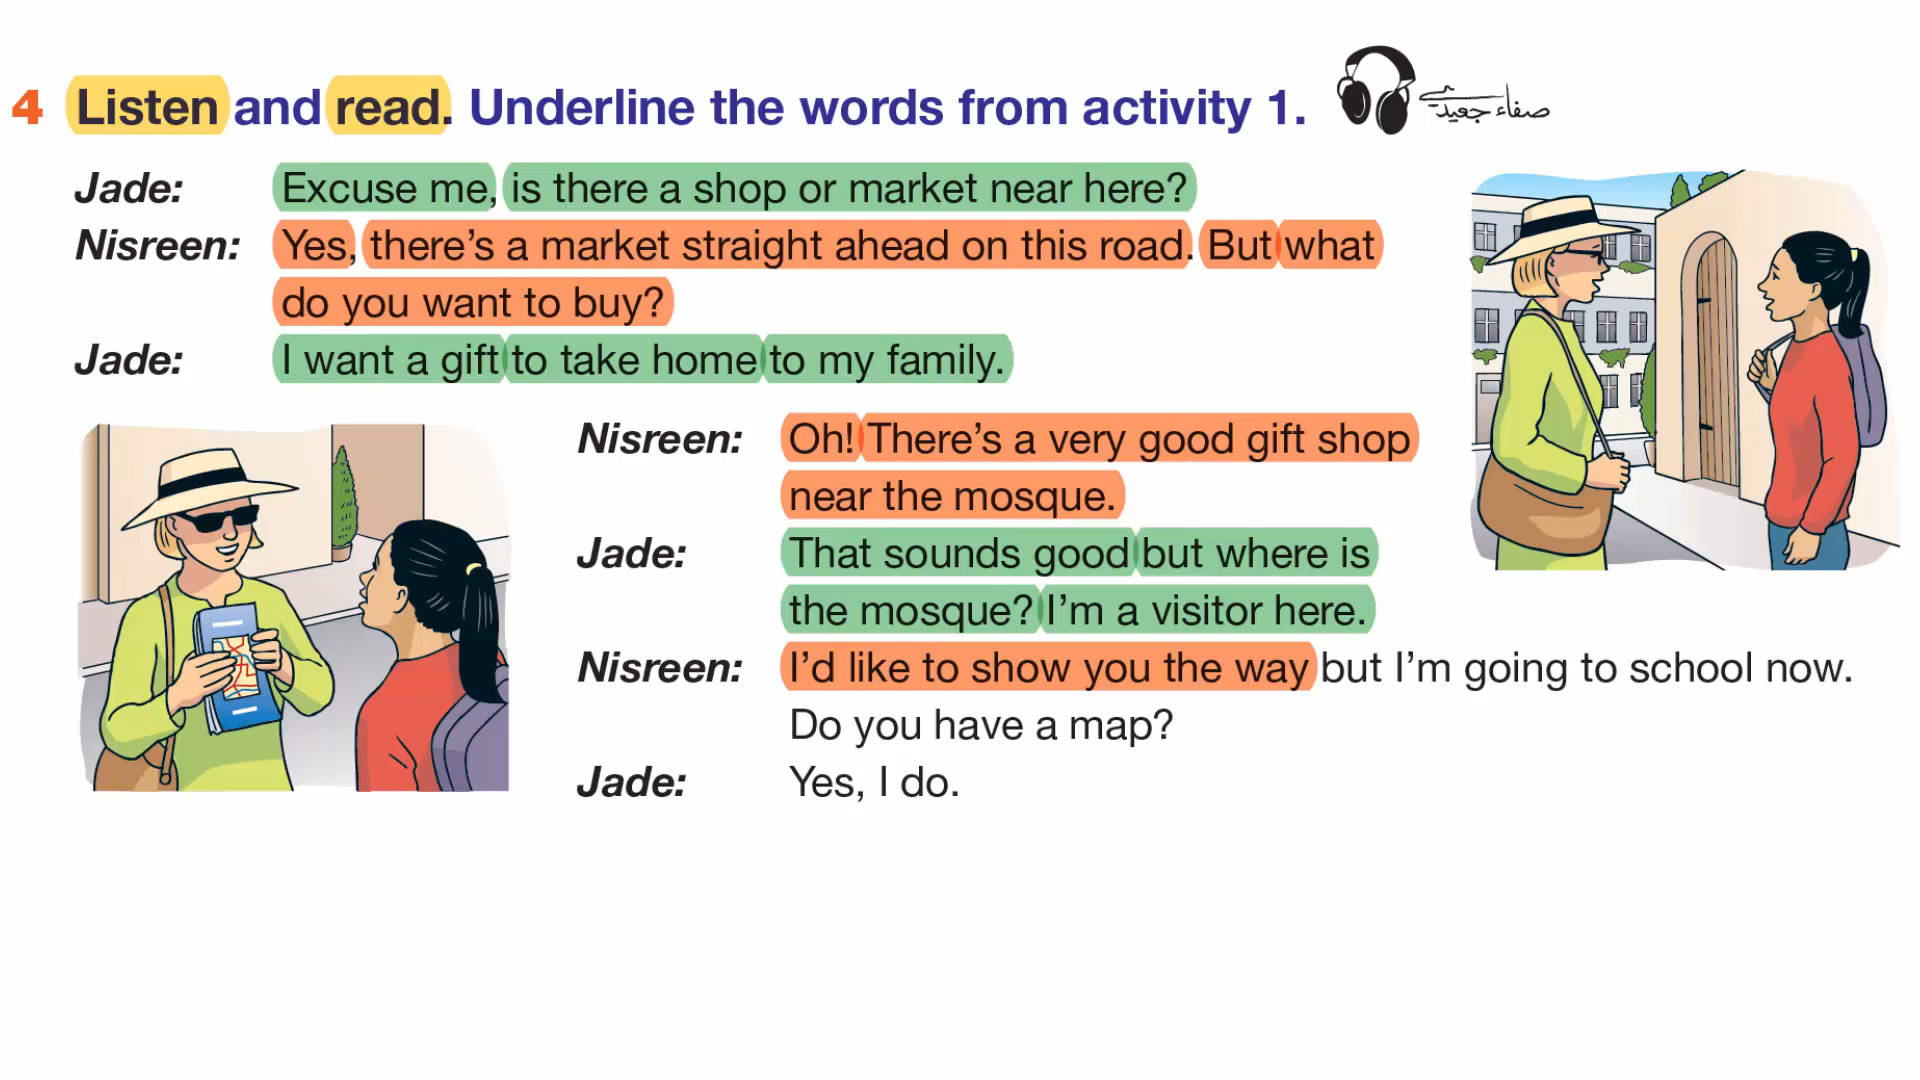 4 Listen and read. Underline the words from activity 1.
صفاء جعيدي
Jade: Excuse me, is there a shop or market near here?
Nisreen: Yes, there's a market straight ahead on this road. But what
do you want to buy?
Jade: I want a gift to take home to my family.
Nisreen: Oh! There's a very good gift shop
near the mosque.
Jade: That sounds good but where is
the mosque? I'm a visitor here.
Nisreen: I'd like to show you the way but I'm going to school now.
Do you have a map?
Jade: Yes, I do.